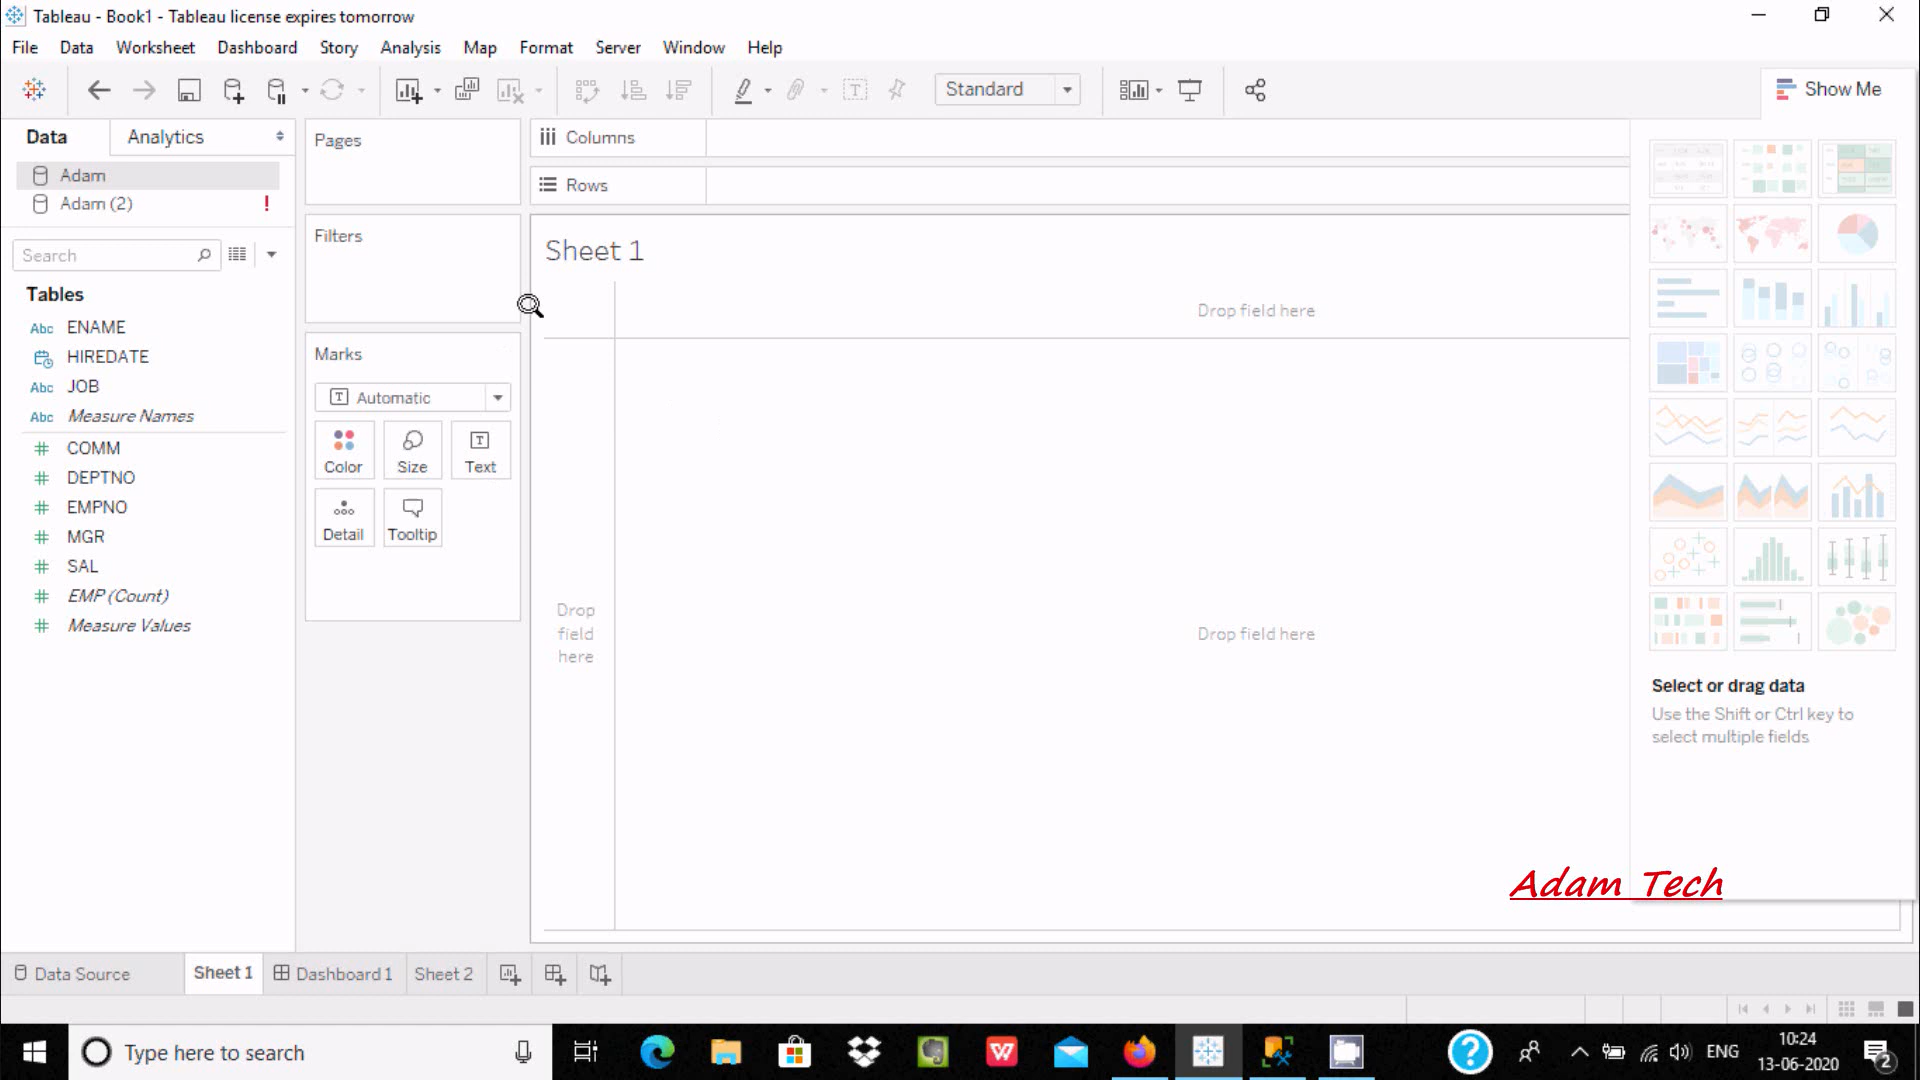 Tableau - Book1 - Tableau license expires tomorrow
File Data Worksheet Dashboard Story Analysis Map Format Server Window Help
Standard
Show Me
Data Analytics
Pages
Columns
Adam
Rows
Adam (2) !
Filters
Sheet 1
Search
Tables
Drop field here
Abc ENAME
HIREDATE
Marks
Abc JOB
Automatic
Abc Measure Names
COMM
Color Size Text
DEPTNO
EMPNO
MGR
Detail Tooltip
SAL
EMP (Count)
Measure Values
Drop
field
here
Drop field here
Select or drag data
Use the Shift or Ctrl key to
select multiple fields
Adam Tech
Data Source Sheet 1 Dashboard 1 Sheet 2
Type here to search
ENG
10:24
13-06-2020
2